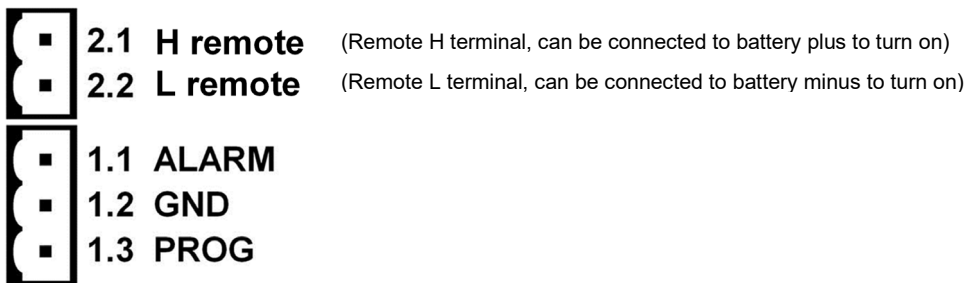 2.1 H remote (Remote H terminal, can be connected to battery plus to turn on)
2.2 L remote (Remote L terminal, can be connected to battery minus to turn on)
1.1 ALARM
1.2 GND
1.3 PROG